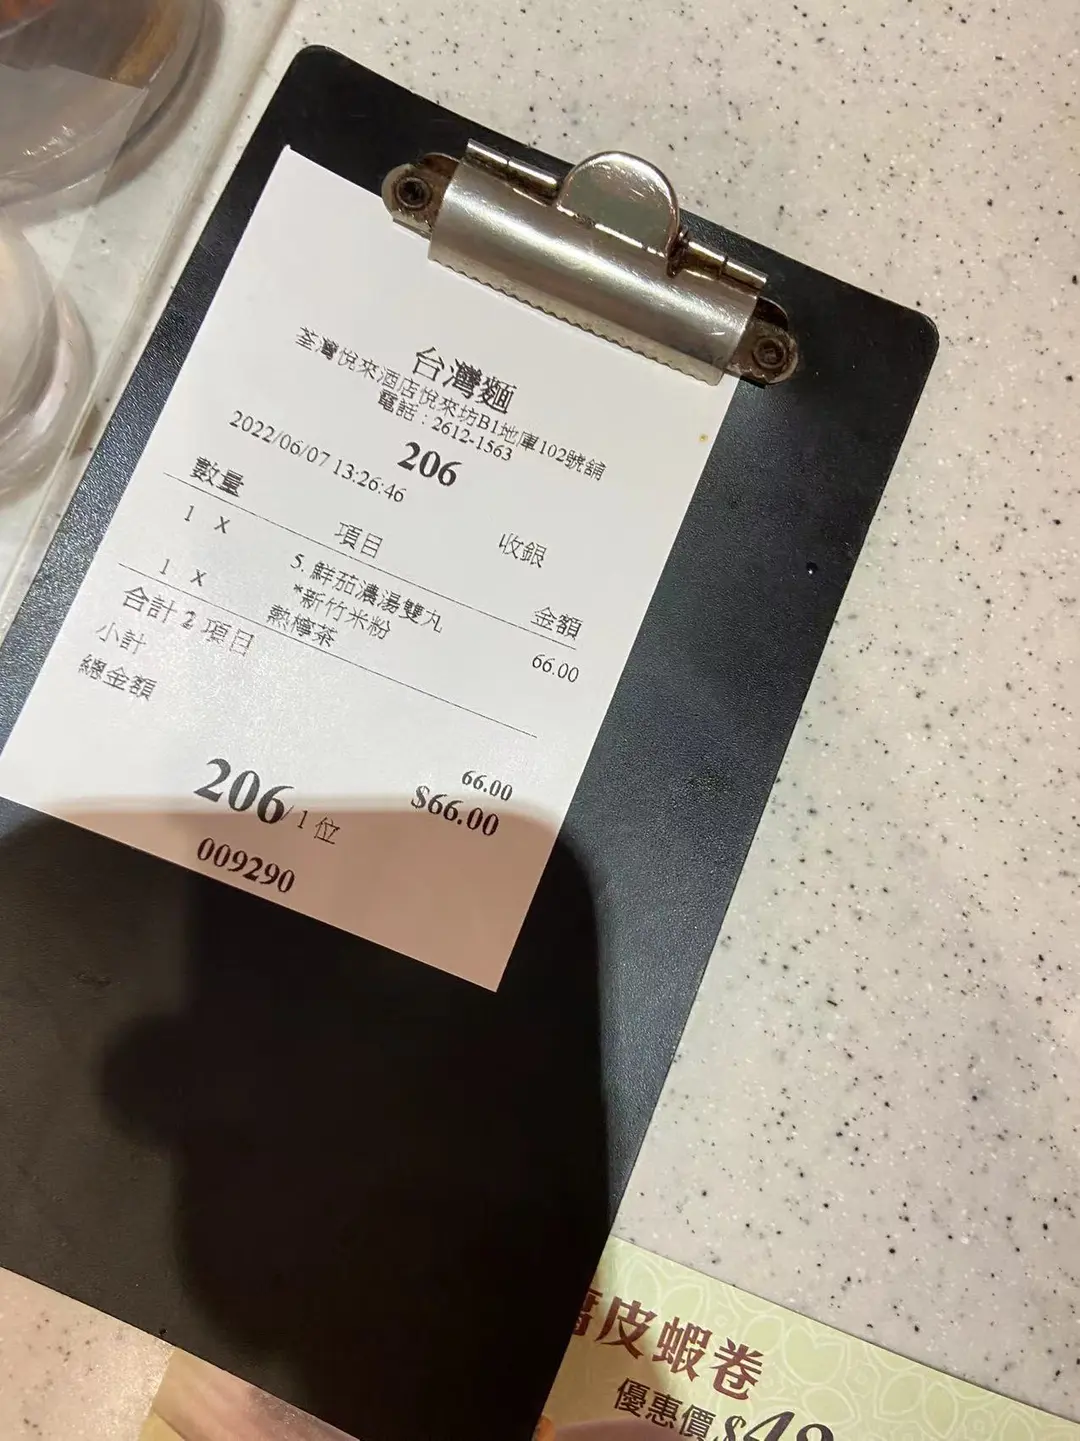 台灣麵
荃灣悅來酒店悅來坊B1地庫102號舖
電話：2612-1563
206
2022/06/07 13:26:46
收銀
數量 項目 金額
1 X 5. 鮮茄濃湯雙丸 66.00
*新竹米粉
1 X 熱檸茶
合計 2 項目
小計 66.00
總金額 $66.00
206/ 1 位
009290
皮蝦卷
優惠價 $48